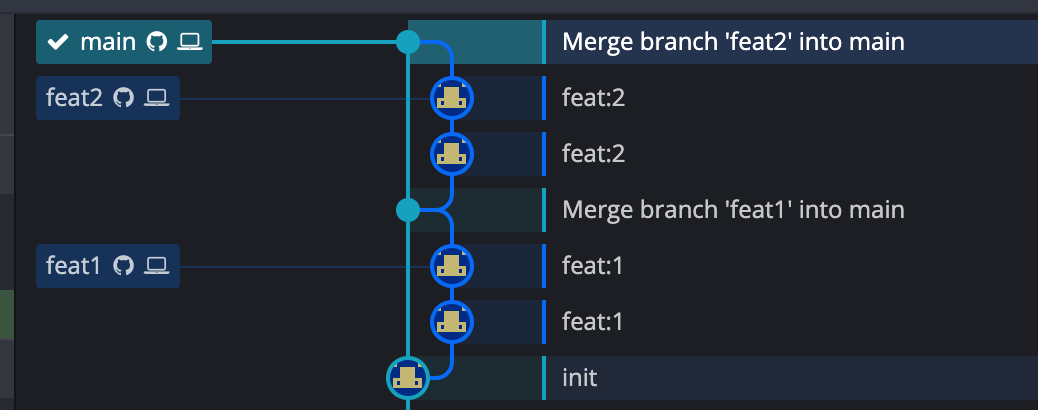 main
Merge branch 'feat2' into main
feat2
feat:2
feat:2
Merge branch 'feat1' into main
feat1
feat:1
feat:1
init